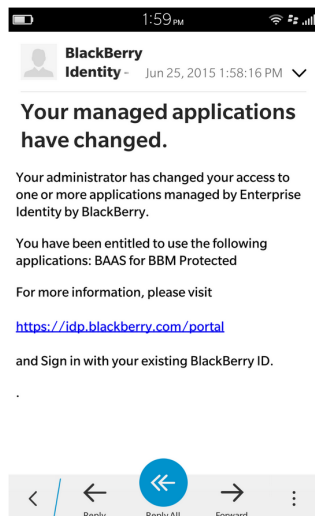 1:59 PM
BlackBerry
Identity - Jun 25, 2015 1:58:16 PM
Your managed applications
have changed.
Your administrator has changed your access to
one or more applications managed by Enterprise
Identity by BlackBerry.
You have been entitled to use the following
applications: BAAS for BBM Protected
For more information, please visit
https://idp.blackberry.com/portal
and Sign in with your existing BlackBerry ID.
.
Reply Reply All Forward